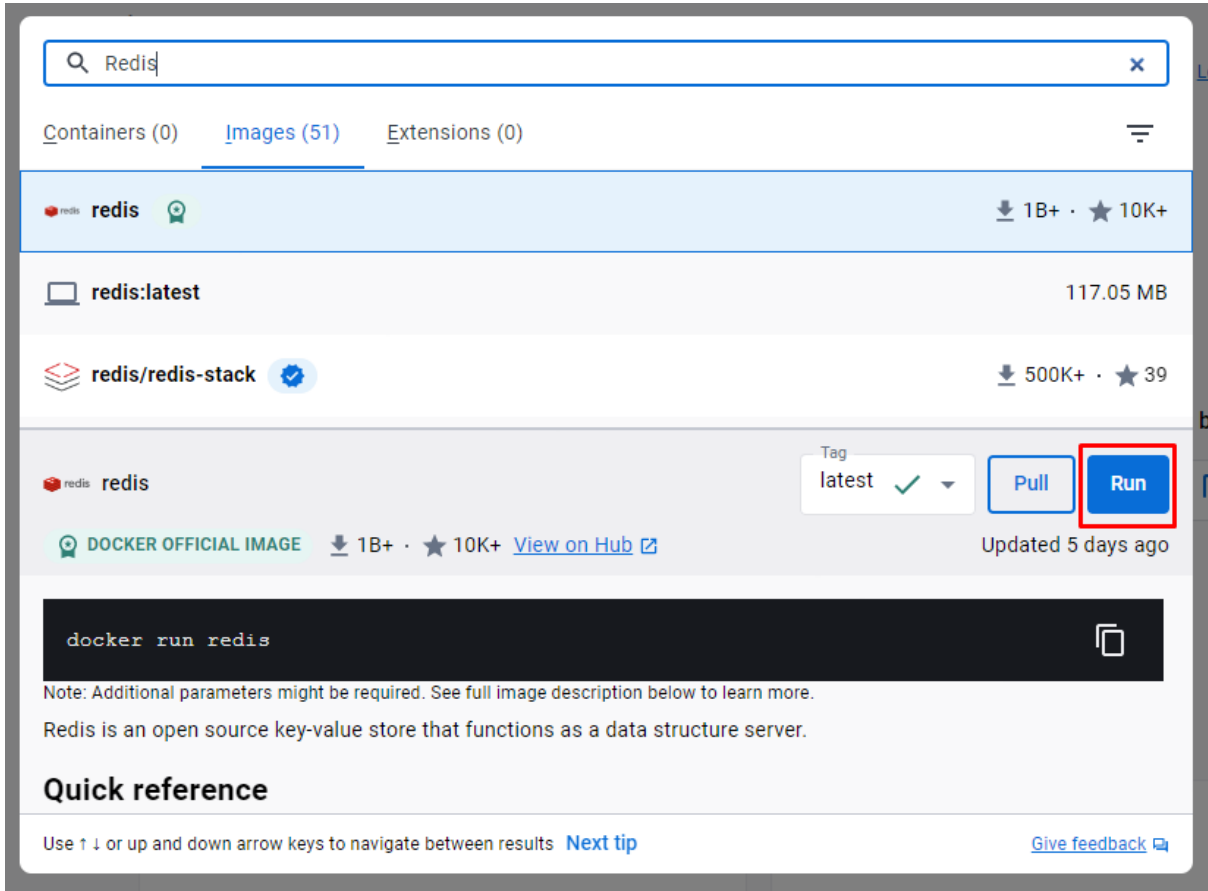 Redis
Containers (0) Images (51) Extensions (0)
redis redis 1B+ · 10K+
redis:latest 117.05 MB
redis/redis-stack 500K+ · 39
Tag
redis redis latest Pull Run
DOCKER OFFICIAL IMAGE 1B+ · 10K+ View on Hub Updated 5 days ago
docker run redis
Note: Additional parameters might be required. See full image description below to learn more.
Redis is an open source key-value store that functions as a data structure server.
Quick reference
Use ↑ ↓ or up and down arrow keys to navigate between results Next tip Give feedback